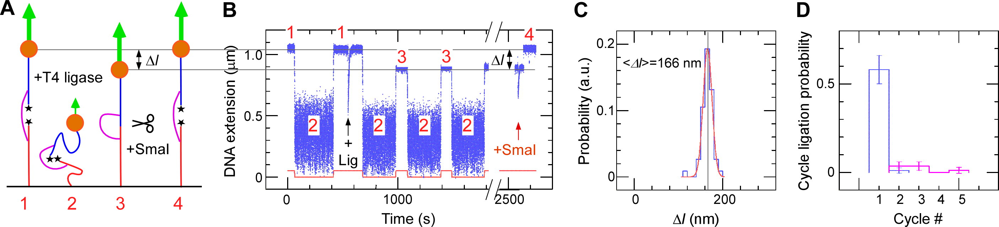 A
+T4 ligase
Δl
+SmaI
1 2 3 4
B
1 1 3 3 4
DNA extension (μm)
1.0
0.5
0
Δl
2 2 2 2
+
Lig
+SmaI
0 1000 2500
Time (s)
C
Probability (a.u.)
0.2
0.1
0
<Δl>=166 nm
0 200
Δl (nm)
D
Cycle ligation probability
0.5
0
1 2 3 4 5
Cycle #